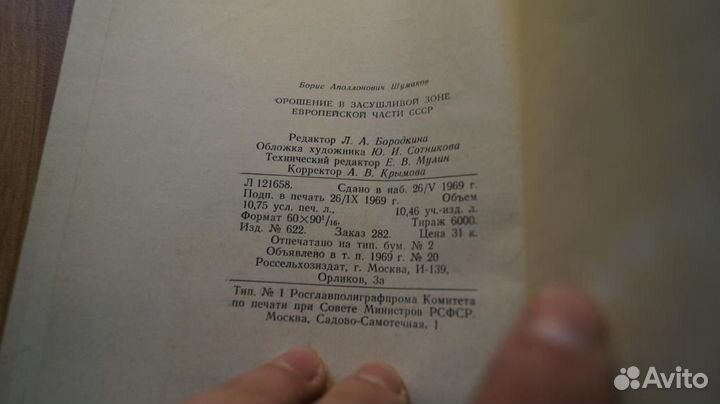 Борис Аполлонович Шумаков
ОРОШЕНИЕ В ЗАСУШЛИВОЙ ЗОНЕ
ЕВРОПЕЙСКОЙ ЧАСТИ СССР
Редактор Л. А. Бородкина
Обложка художника Ю. И. Сотникова
Технический редактор Е. В. Мулин
Корректор А. В. Крымова
Л 121658. Сдано в наб. 26/V 1969 г.
Подп. в печать 26/IX 1969 г. Объем
10,75 усл. печ. л., 10,46 уч.-изд. л.
Формат 60×90¹/₁₆. Тираж 6000.
Изд. № 622. Заказ 282. Цена 31 к.
Отпечатано на тип. бум. № 2
Объявлено в т. п. 1969 г. № 20
Россельхозиздат, г. Москва, И-139,
Орликов, 3а
Тип. № 1 Росглавполиграфпрома Комитета
по печати при Совете Министров РСФСР.
Москва, Садово-Самотечная, 1
Avito